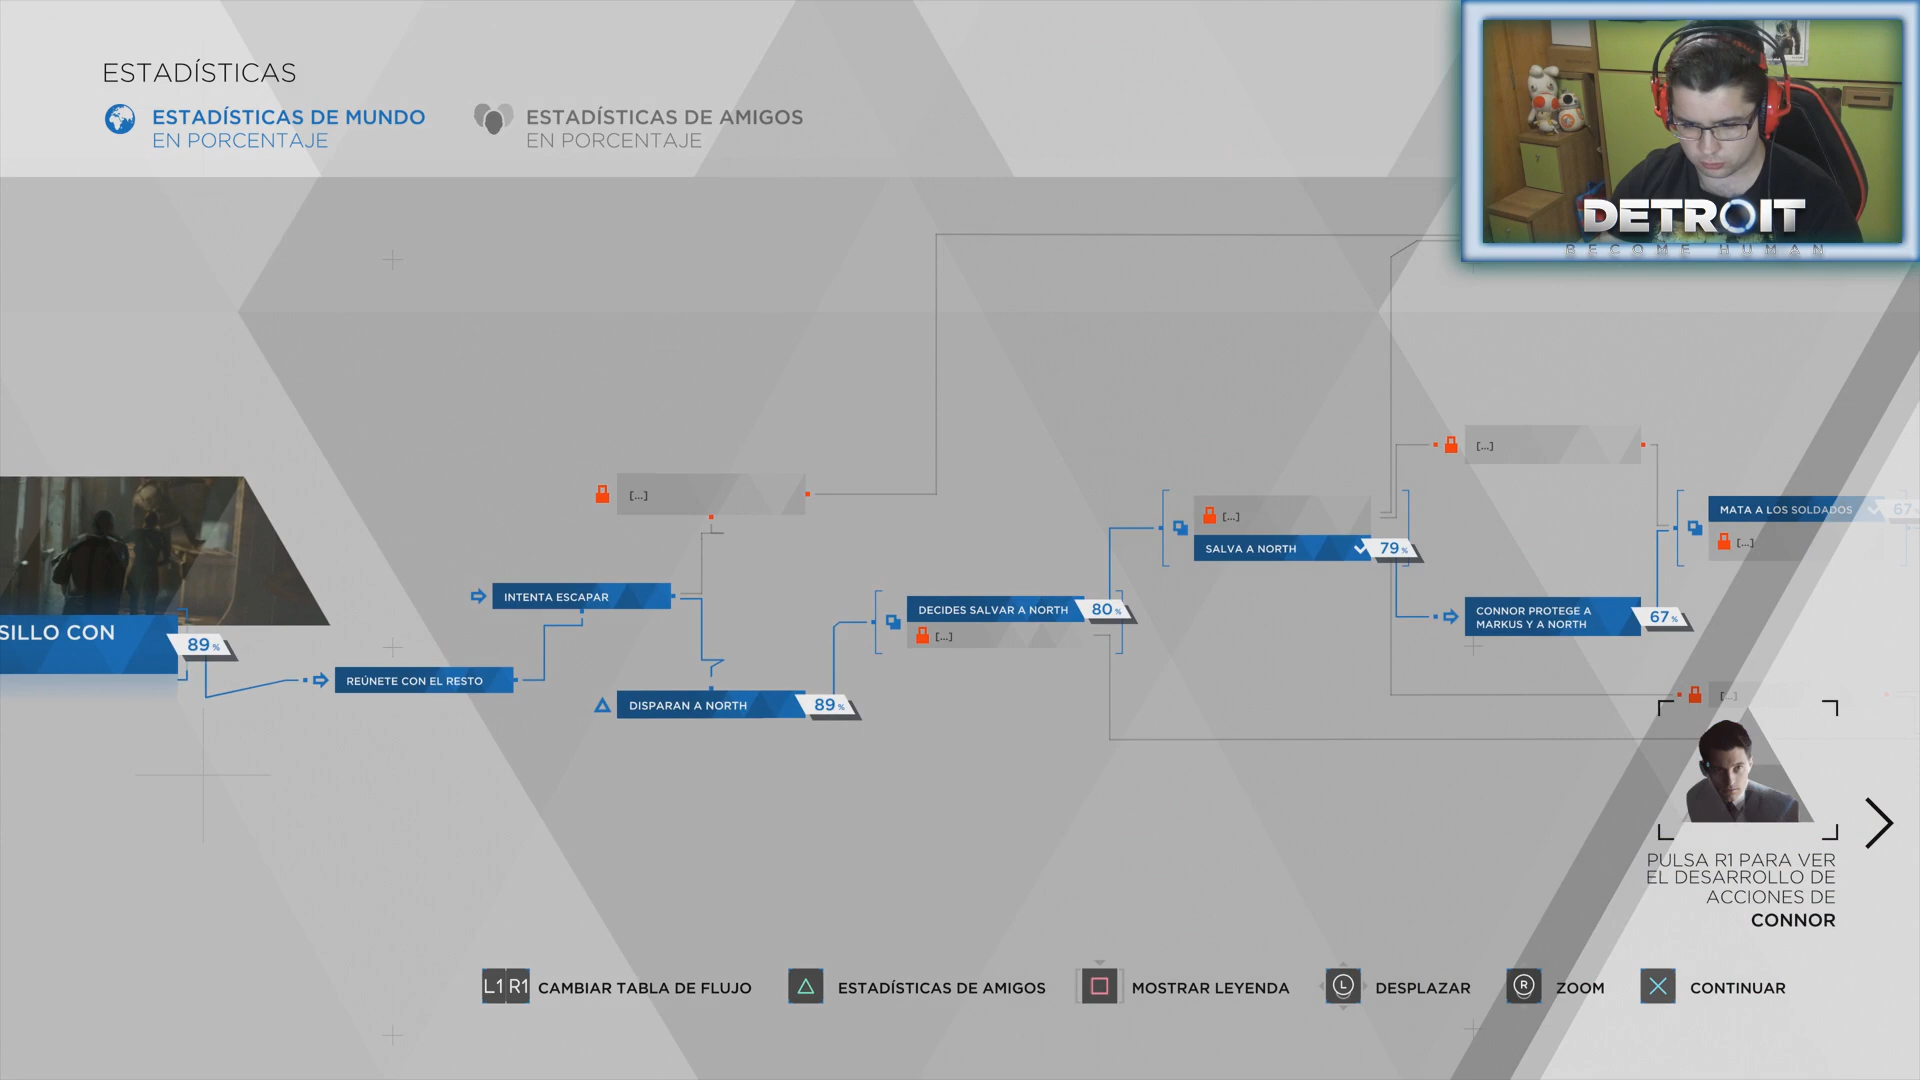 ESTADÍSTICAS
ESTADÍSTICAS DE MUNDO
EN PORCENTAJE
ESTADÍSTICAS DE AMIGOS
EN PORCENTAJE
DETROIT
BECOME HUMAN
[...]
[...]
[...]
SALVA A NORTH
79%
MATA A LOS SOLDADOS
67
[...]
INTENTA ESCAPAR
DECIDES SALVAR A NORTH
80%
[...]
CONNOR PROTEGE A
MARKUS Y A NORTH
67%
SILLO CON
89%
REÚNETE CON EL RESTO
DISPARAN A NORTH
89%
[...]
PULSA R1 PARA VER
EL DESARROLLO DE
ACCIONES DE
CONNOR
L1 R1 CAMBIAR TABLA DE FLUJO
ESTADÍSTICAS DE AMIGOS
MOSTRAR LEYENDA
L DESPLAZAR
R ZOOM
CONTINUAR